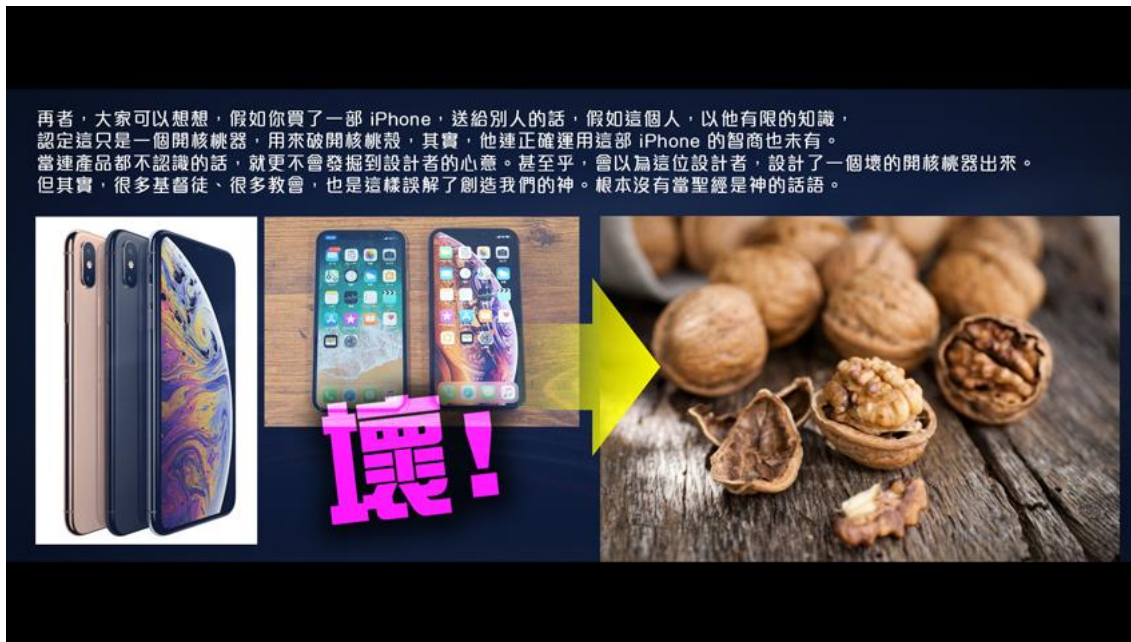 再者，大家可以想想，假如你買了一部 iPhone，送給別人的話，假如這個人，以他有限的知識，
認定這只是一個開核桃器，用來破開核桃殼，其實，他連正確運用這部 iPhone 的智商也未有。
當連產品都不認識的話，就更不會發掘到設計者的心意。甚至乎，會以為這位設計者，設計了一個壞的開核桃器出來。
但其實，很多基督徒、很多教會，也是這樣誤解了創造我們的神。根本沒有當聖經是神的話語。
壞！